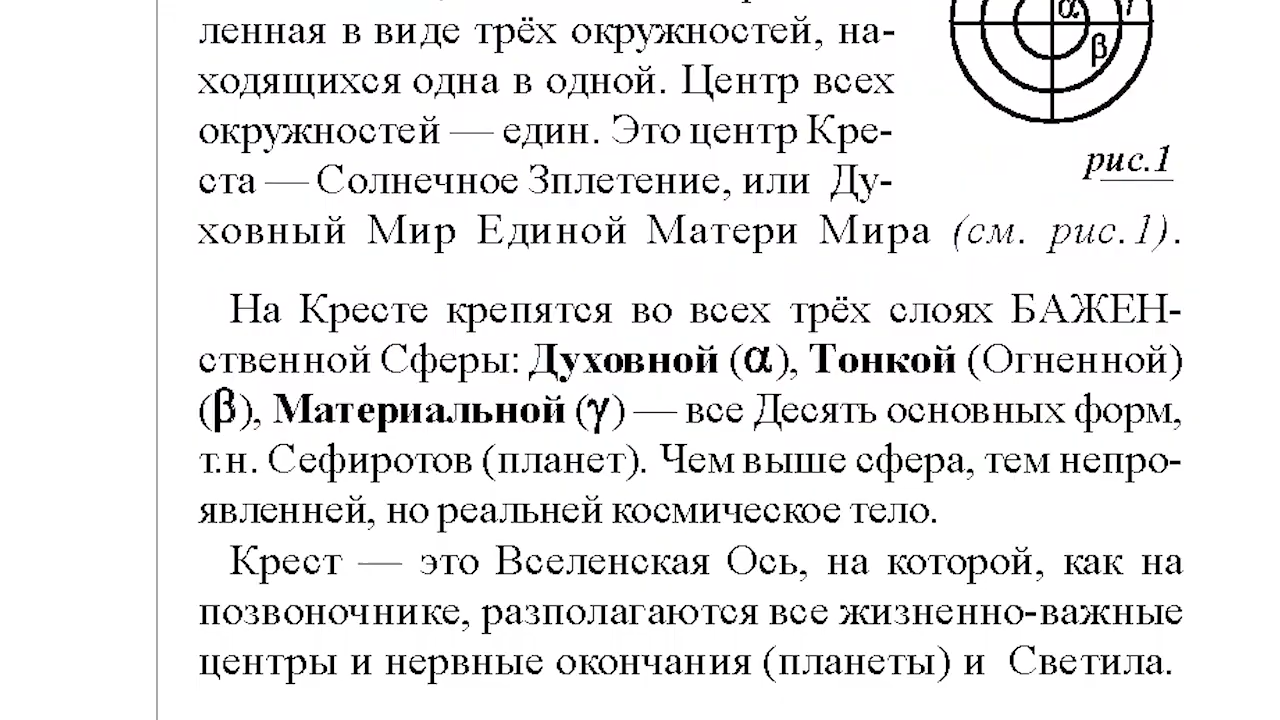 ленная в виде трёх окружностей, на-
ходящихся одна в одной. Центр всех
окружностей — един. Это центр Кре-
ста — Солнечное Зплетение, или Ду-
ховный Мир Единой Матери Мира (см. рис.1).
α
β
рис.1
На Кресте крепятся во всех трёх слоях БАЖЕН-
ственной Сферы: Духовной (α), Тонкой (Огненной)
(β), Материальной (γ) — все Десять основных форм,
т.н. Сефиротов (планет). Чем выше сфера, тем непро-
явленней, но реальней космическое тело.
Крест — это Вселенская Ось, на которой, как на
позвоночнике, разполагаются все жизненно-важные
центры и нервные окончания (планеты) и Светила.